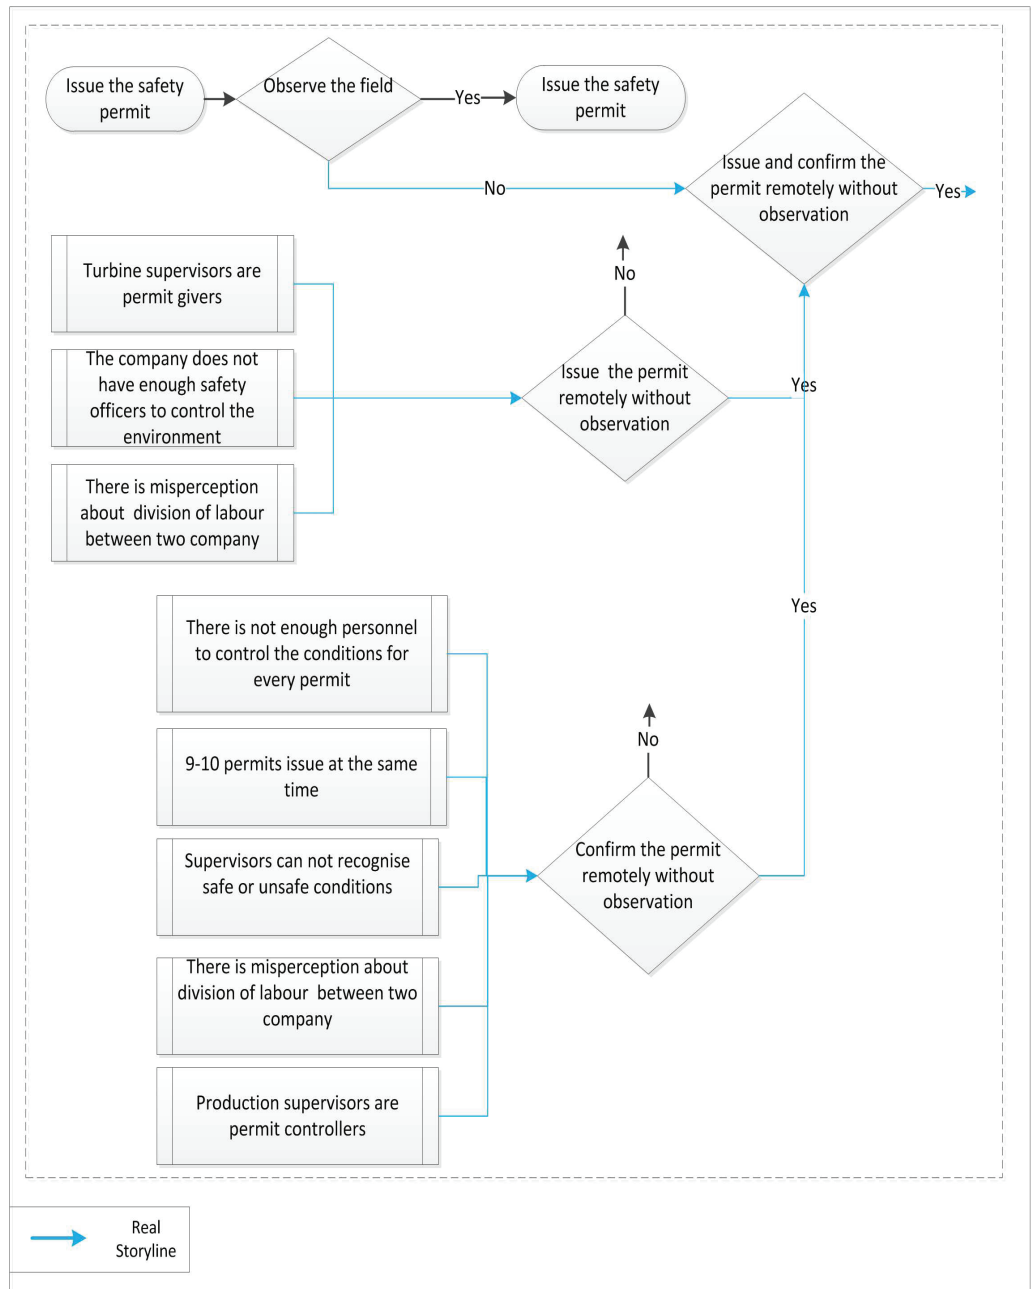 Issue the safety
permit
Observe the field
Yes
Issue the safety
permit
Issue and confirm the
permit remotely without
observation
Yes
No
Turbine supervisors are
permit givers
No
The company does not
have enough safety
officers to control the
environment
Issue the permit
remotely without
observation
Yes
There is misperception
about division of labour
between two company
Yes
There is not enough personnel
to control the conditions for
every permit
No
9-10 permits issue at the same
time
Supervisors can not recognise
safe or unsafe conditions
Confirm the permit
remotely without
observation
There is misperception about
division of labour between two
company
Production supervisors are
permit controllers
Real
Storyline